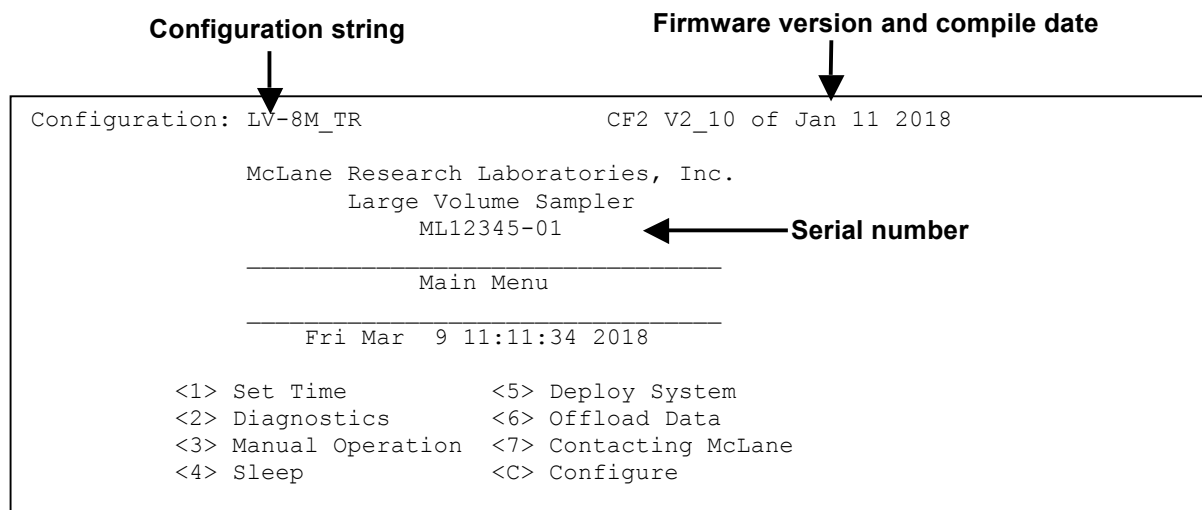 Configuration string
Firmware version and compile date
Configuration: LV-8M_TR CF2 V2_10 of Jan 11 2018
McLane Research Laboratories, Inc.
Large Volume Sampler
ML12345-01
Serial number
Main Menu
Fri Mar 9 11:11:34 2018
<1> Set Time <5> Deploy System
<2> Diagnostics <6> Offload Data
<3> Manual Operation <7> Contacting McLane
<4> Sleep <C> Configure